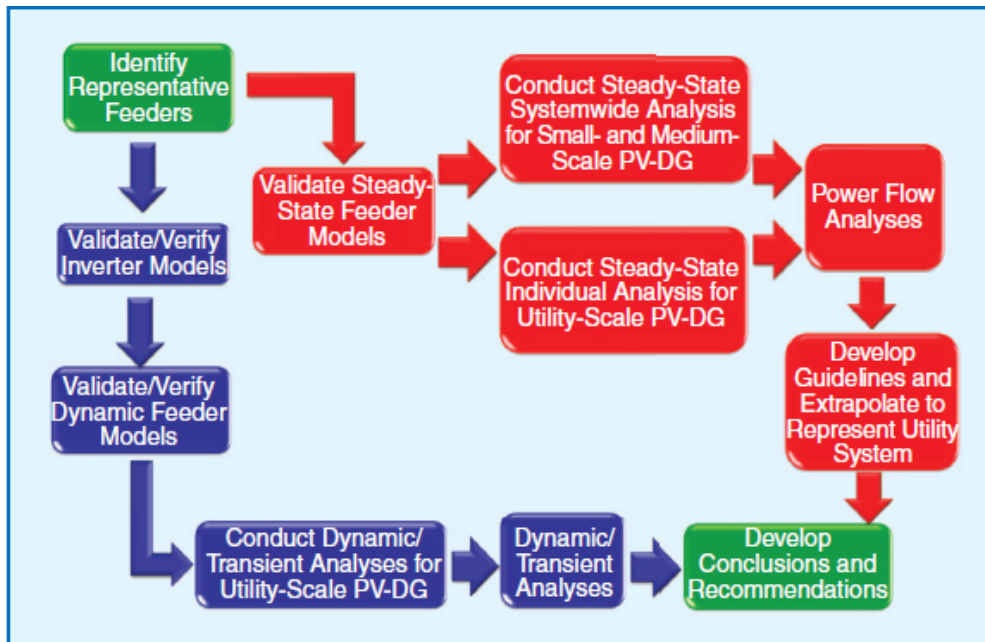 Identify
Representative
Feeders
Conduct Steady-State
Systemwide Analysis
for Small- and Medium-
Scale PV-DG
Validate Steady-
State Feeder
Models
Power Flow
Analyses
Validate/Verify
Inverter Models
Conduct Steady-State
Individual Analysis for
Utility-Scale PV-DG
Validate/Verify
Dynamic Feeder
Models
Develop
Guidelines and
Extrapolate to
Represent Utility
System
Conduct Dynamic/
Transient Analyses for
Utility-Scale PV-DG
Dynamic/
Transient
Analyses
Develop
Conclusions and
Recommendations